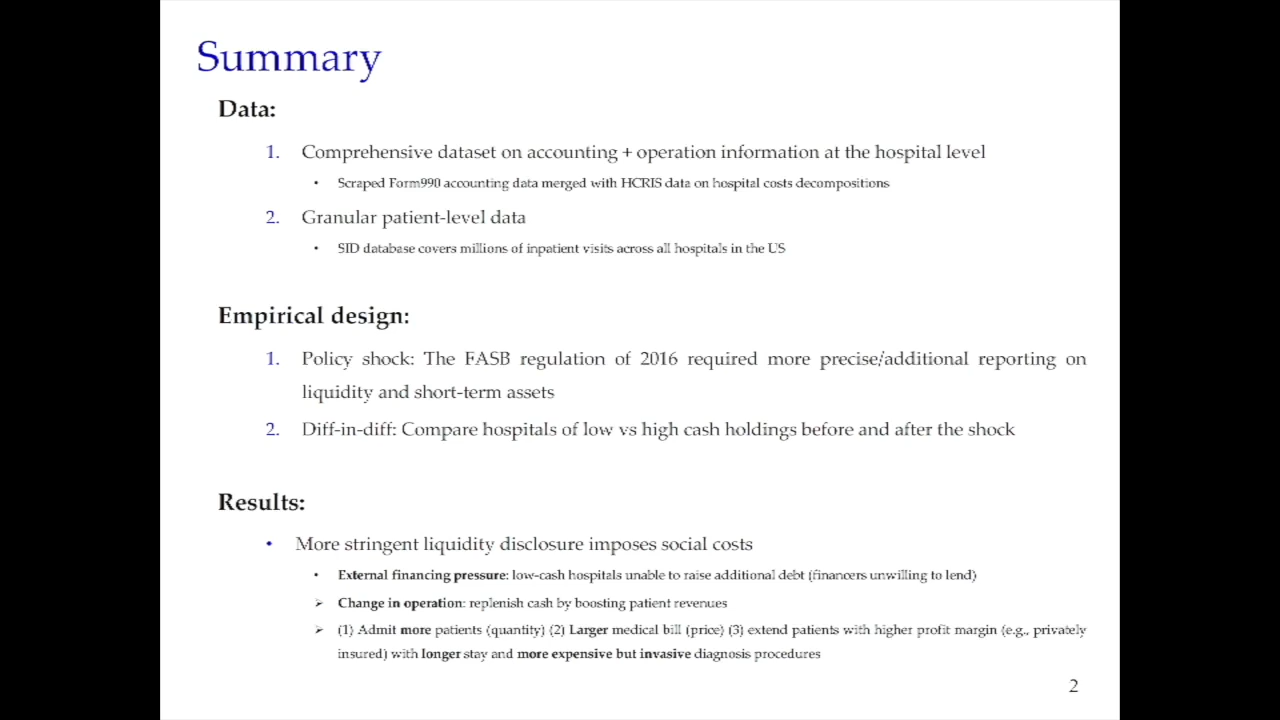 Summary
Data:
1. Comprehensive dataset on accounting + operation information at the hospital level
• Scraped Form990 accounting data merged with HCRIS data on hospital costs decompositions
2. Granular patient-level data
• SID database covers millions of inpatient visits across all hospitals in the US
Empirical design:
1. Policy shock: The FASB regulation of 2016 required more precise/additional reporting on
liquidity and short-term assets
2. Diff-in-diff: Compare hospitals of low vs high cash holdings before and after the shock
Results:
• More stringent liquidity disclosure imposes social costs
• External financing pressure: low-cash hospitals unable to raise additional debt (financers unwilling to lend)
➢ Change in operation: replenish cash by boosting patient revenues
➢ (1) Admit more patients (quantity) (2) Larger medical bill (price) (3) extend patients with higher profit margin (e.g., privately
insured) with longer stay and more expensive but invasive diagnosis procedures
2